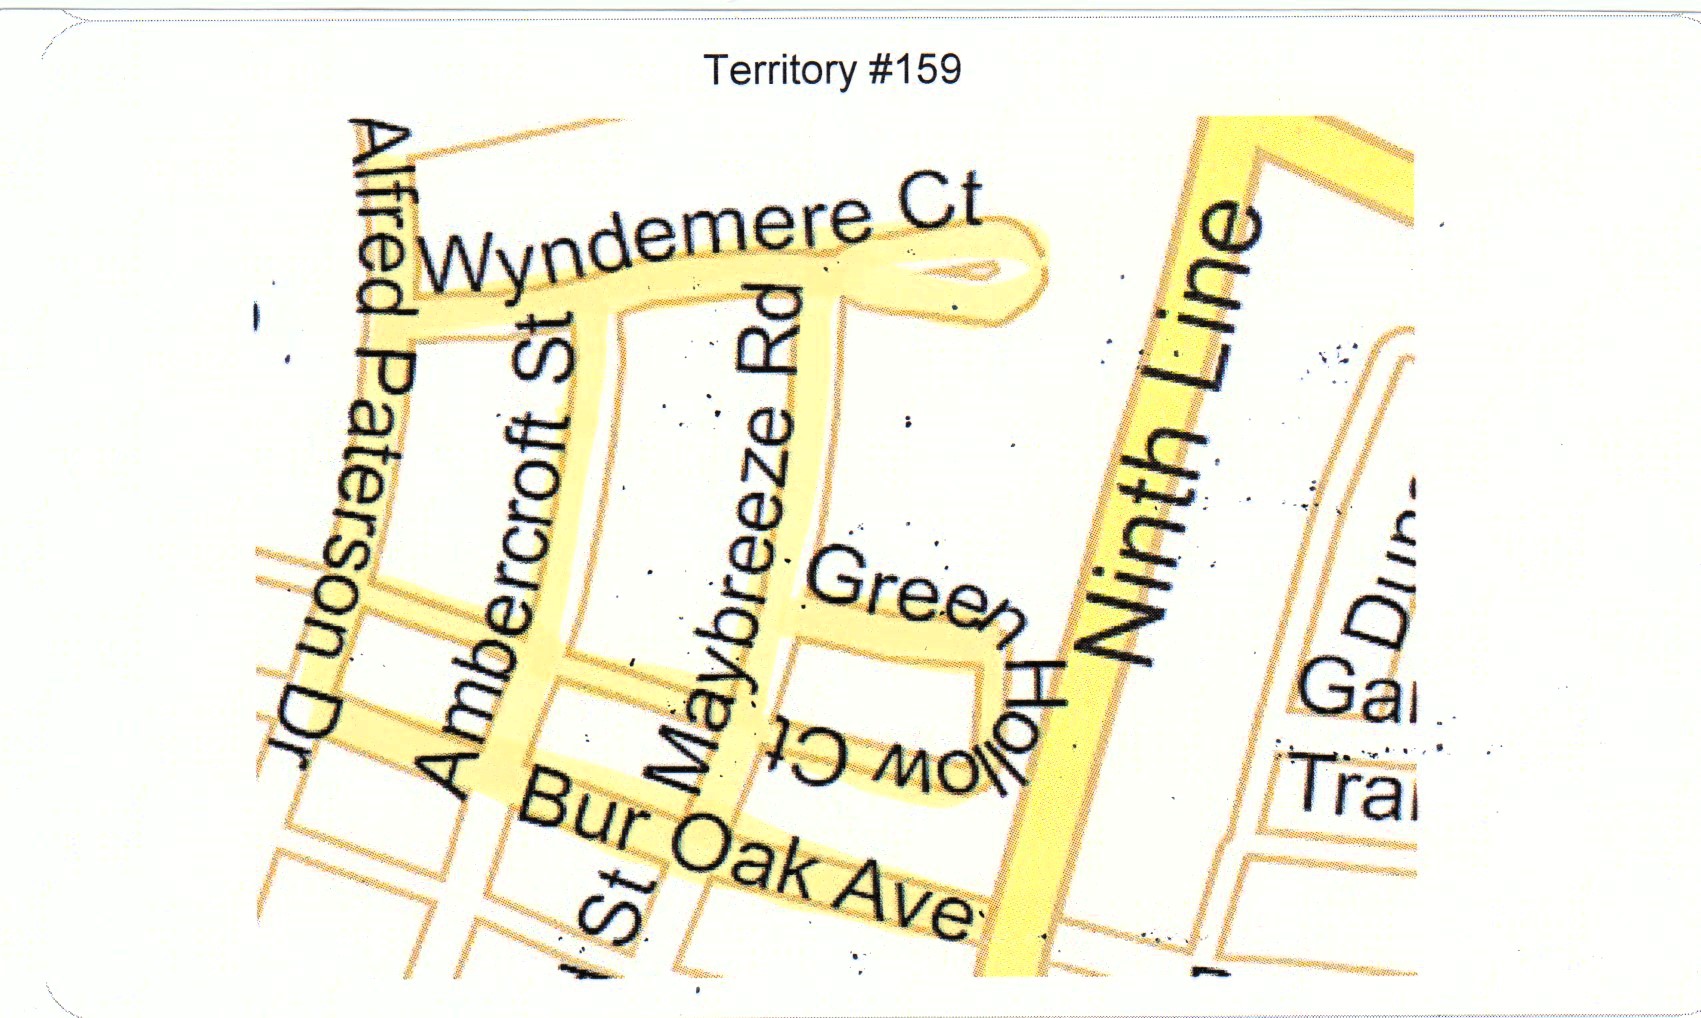 Territory #159
Alfred Paterson Dr
Wyndemere Ct
Ambercroft St
Maybreeze Rd
Ninth Line
Green Hollow Ct
Bur Oak Ave
St